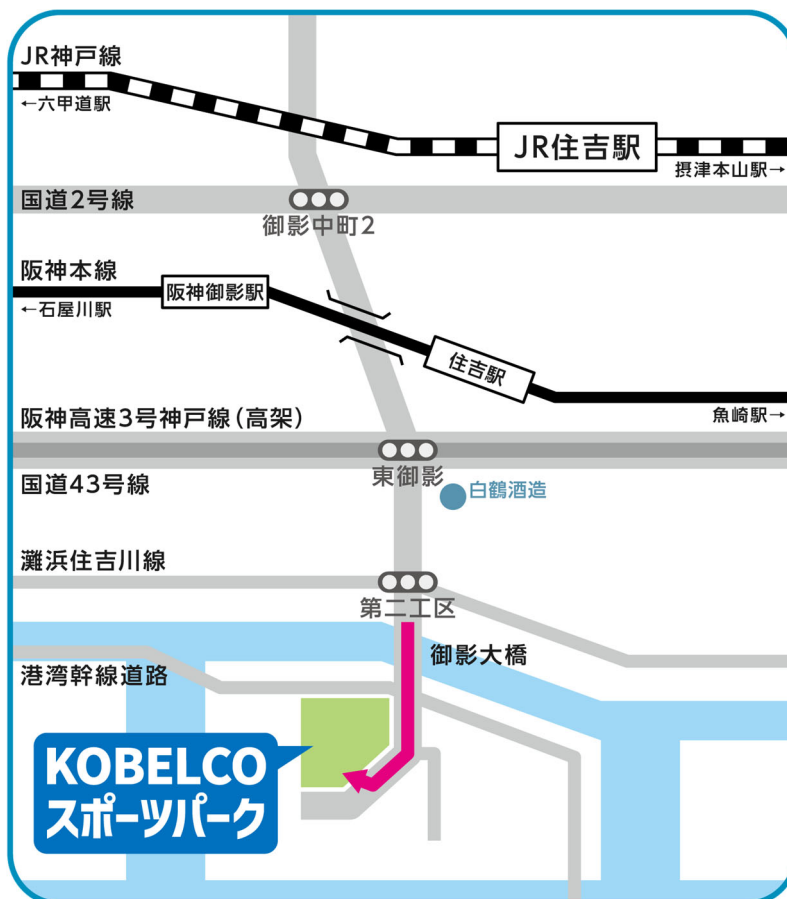 JR神戸線
←六甲道駅
JR住吉駅
摂津本山駅→
国道2号線
御影中町2
阪神本線
←石屋川駅
阪神御影駅
住吉駅
魚崎駅→
阪神高速3号神戸線（高架）
東御影
国道43号線
白鶴酒造
灘浜住吉川線
第二工区
御影大橋
港湾幹線道路
KOBELCO
スポーツパーク